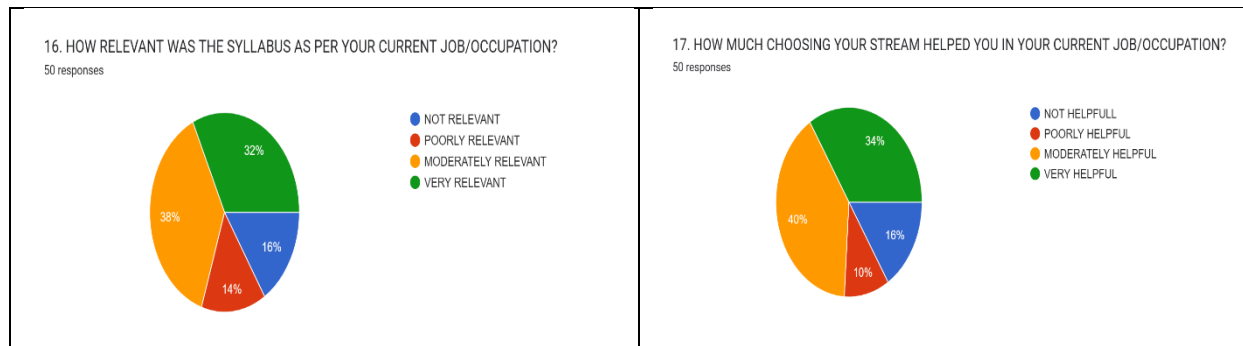 16. HOW RELEVANT WAS THE SYLLABUS AS PER YOUR CURRENT JOB/OCCUPATION?
50 responses
NOT RELEVANT
POORLY RELEVANT
MODERATELY RELEVANT
VERY RELEVANT
32%
38%
16%
14%
17. HOW MUCH CHOOSING YOUR STREAM HELPED YOU IN YOUR CURRENT JOB/OCCUPATION?
50 responses
NOT HELPFULL
POORLY HELPFUL
MODERATELY HELPFUL
VERY HELPFUL
34%
40%
16%
10%